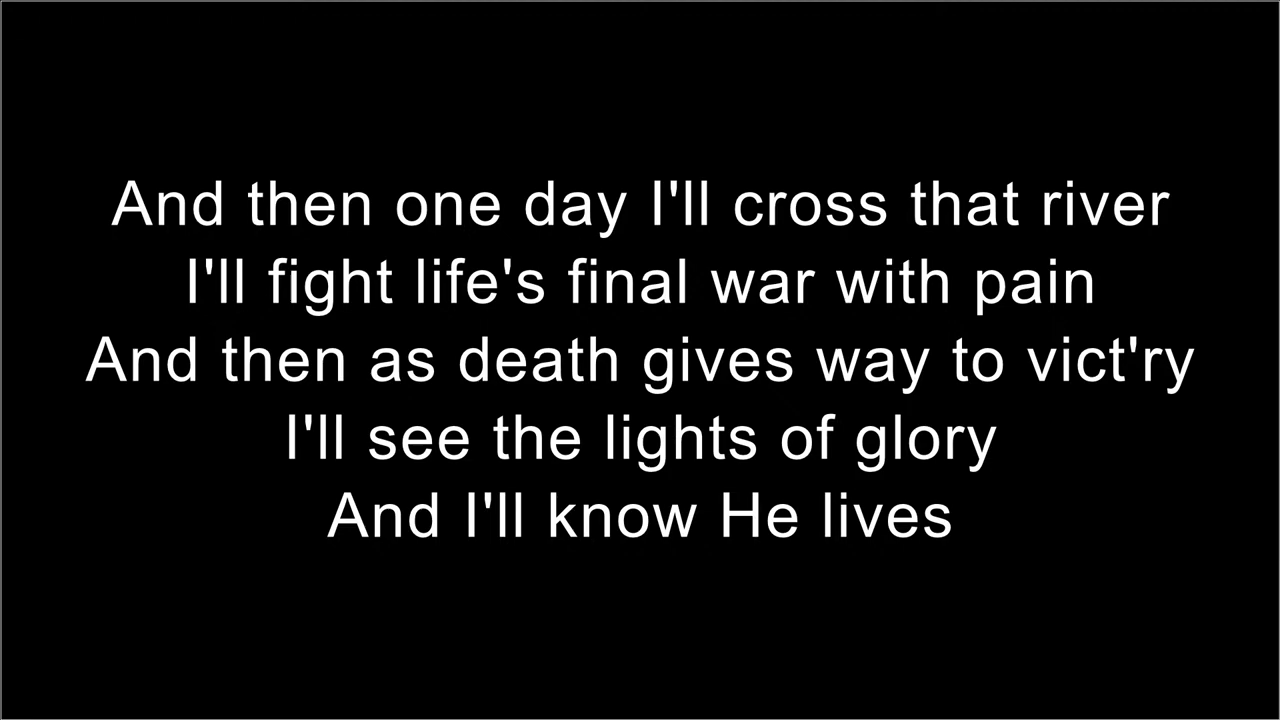 And then one day I'll cross that river
I'll fight life's final war with pain
And then as death gives way to vict'ry
I'll see the lights of glory
And I'll know He lives